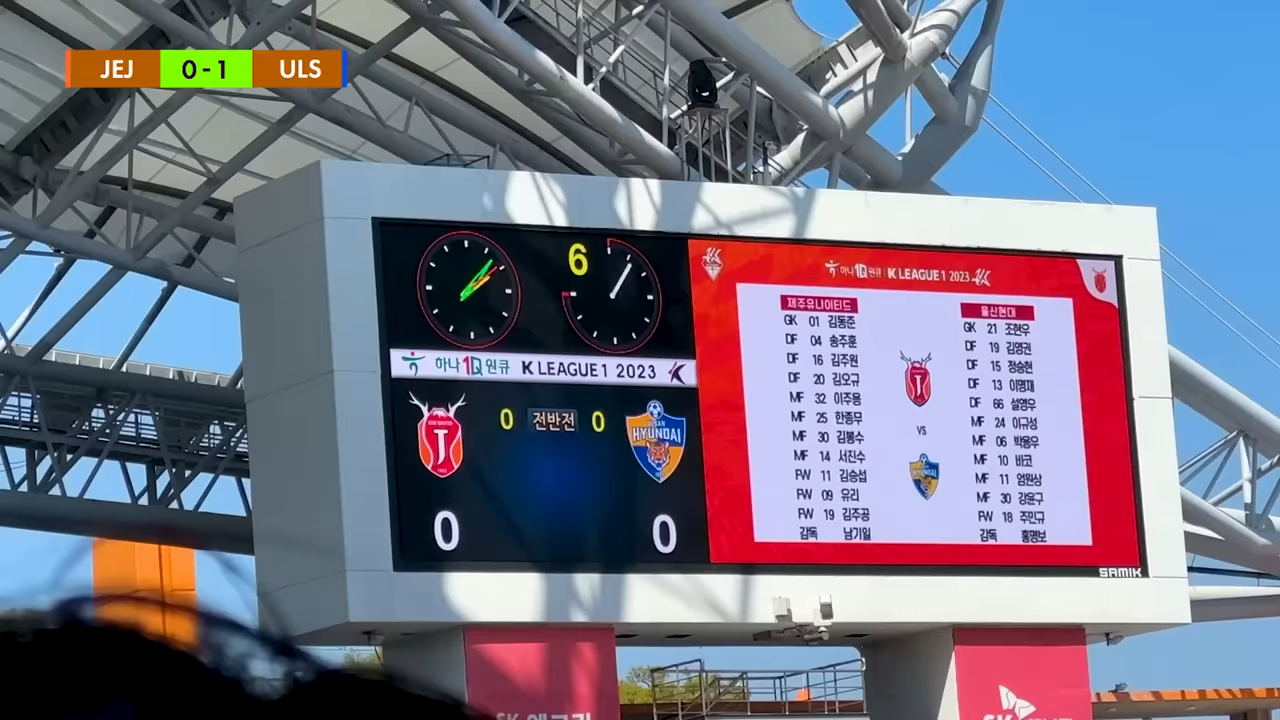 JEJ 0 - 1 ULS
6
하나 1Q 원큐 K LEAGUE 1 2023
0 전반전 0
HYUNDAI
0 0
하나 1Q 원큐 K LEAGUE 1 2023
제주유나이티드
GK 01 김동준
DF 04 송주훈
DF 16 김주원
DF 20 김오규
MF 32 이주용
MF 25 한종무
MF 30 김봉수
MF 14 서진수
FW 11 김승섭
FW 09 유리
FW 19 김주공
감독 남기일
VS
울산현대
GK 21 조현우
DF 19 김영권
DF 15 정승현
DF 13 이명재
DF 66 설영우
MF 24 이규성
MF 06 박용우
MF 10 바코
MF 11 엄원상
MF 30 강윤구
FW 18 주민규
감독 홍명보
SAMIK